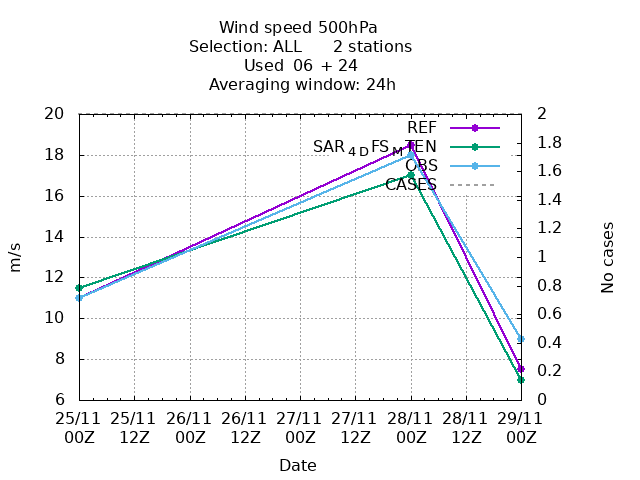 Wind speed 500hPa
Selection: ALL 2 stations
Used 06 + 24
Averaging window: 24h
20
18
16
14
12
10
8
6
m/s
2
1.8
1.6
1.4
1.2
1
0.8
0.6
0.4
0.2
0
No cases
REF
SAR4DFSMTEN
OBS
CASES
25/11 25/11 26/11 26/11 27/11 27/11 28/11 28/11 29/11
00Z 12Z 00Z 12Z 00Z 12Z 00Z 12Z 00Z
Date